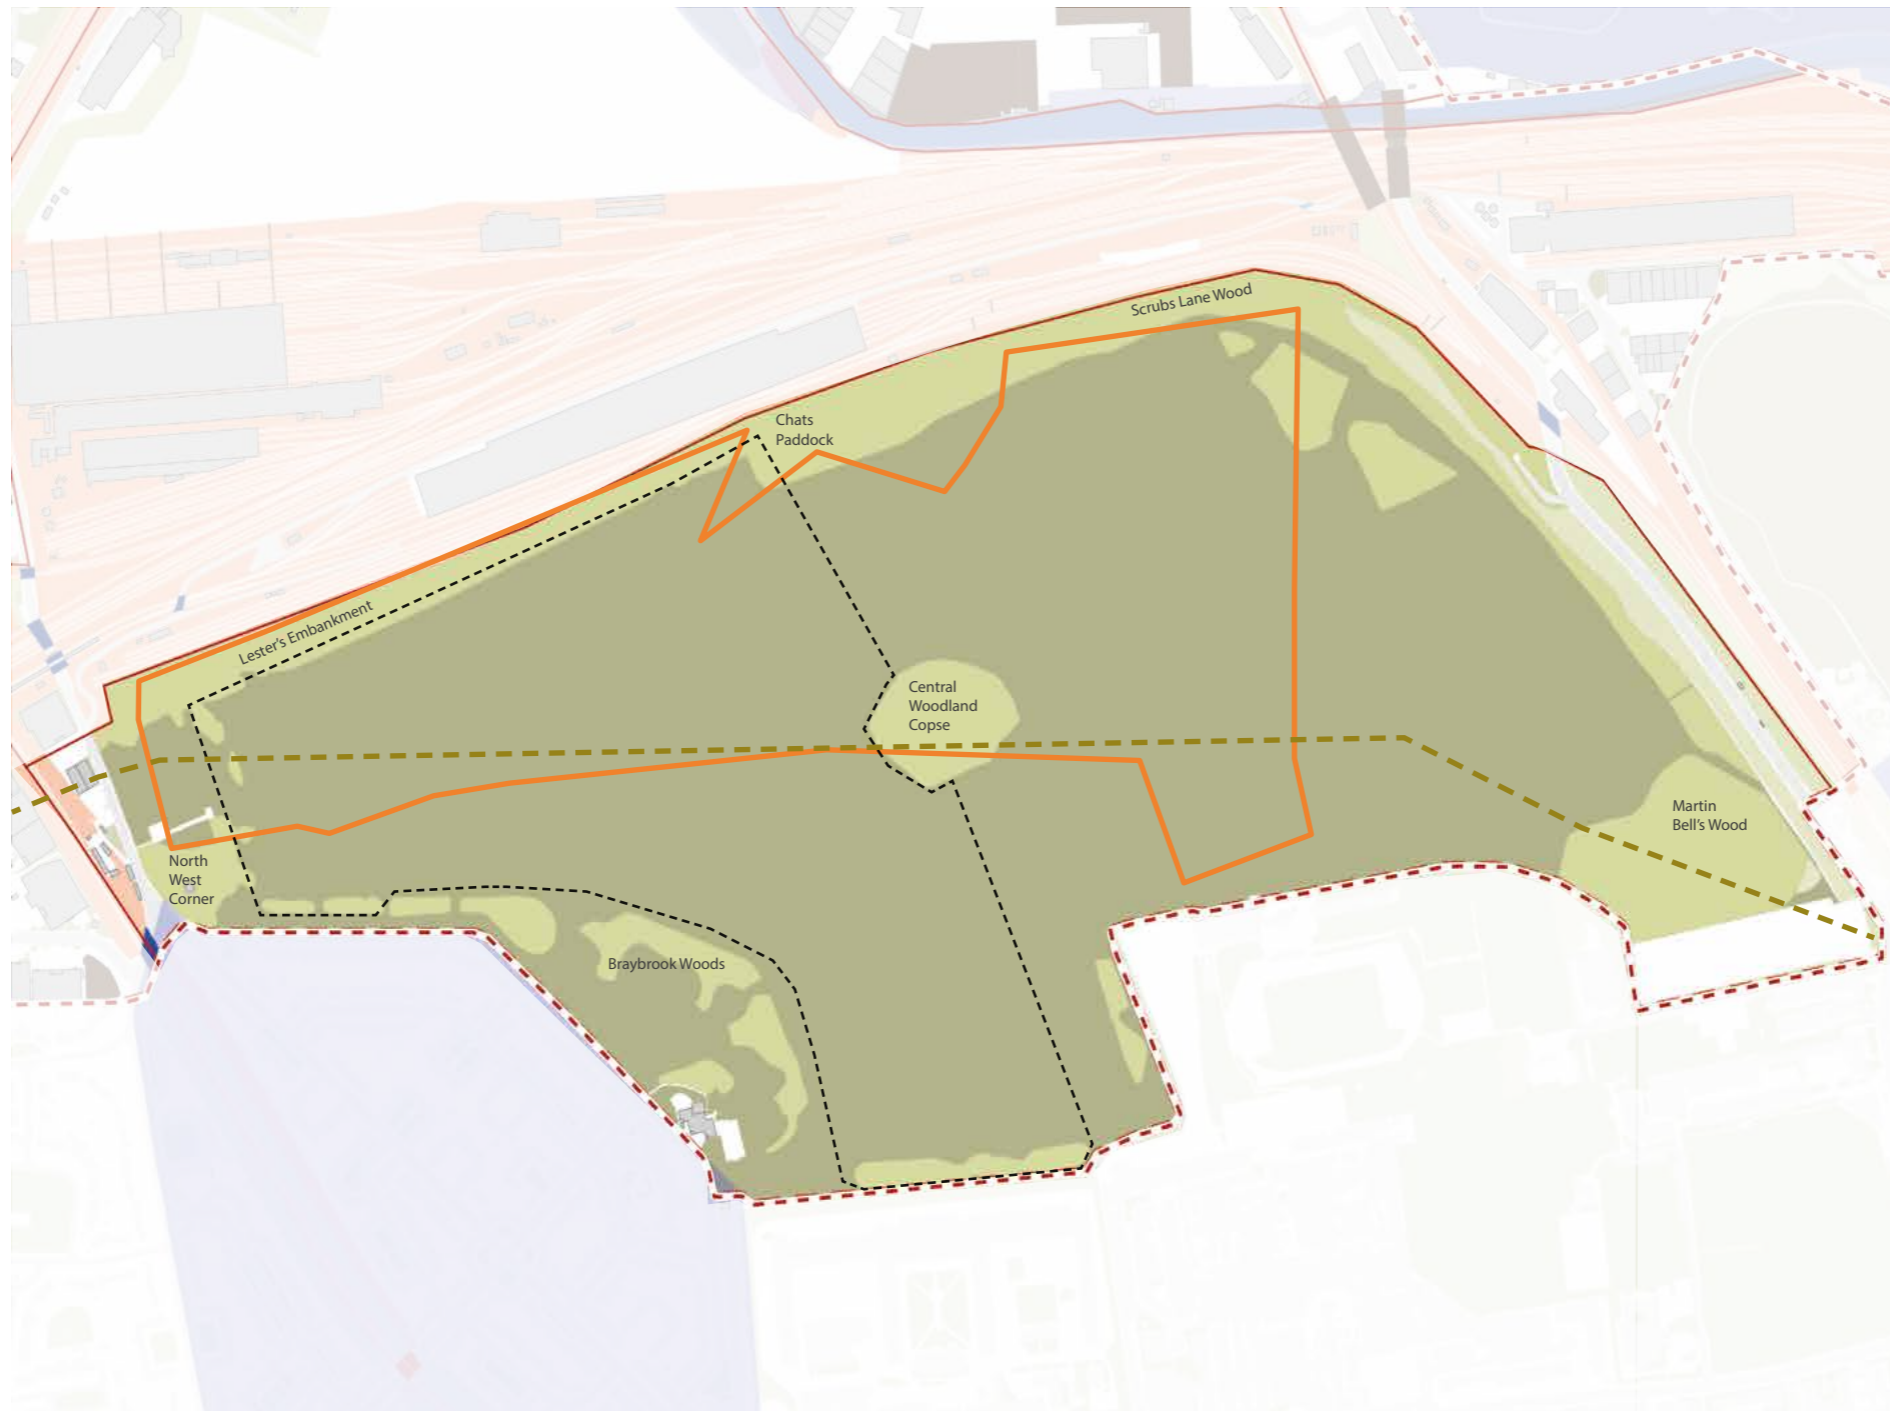 Scrubs Lane Wood
Chats
Paddock
Lester's Embankment
Central
Woodland
Copse
Martin
Bell's Wood
North
West
Corner
Braybrook Woods